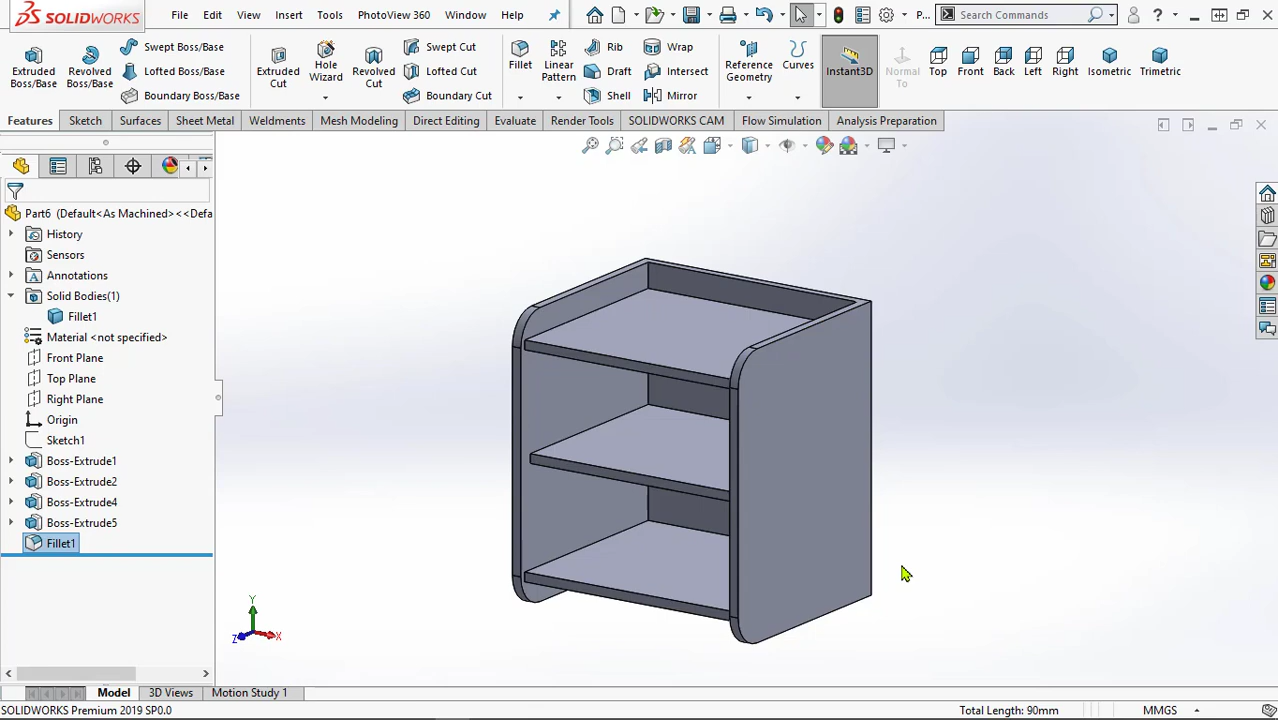 SOLIDWORKS File Edit View Insert Tools PhotoView 360 Window Help P... Search Commands ?
Extruded Boss/Base
Revolved Boss/Base
Swept Boss/Base
Lofted Boss/Base
Boundary Boss/Base
Extruded Cut
Hole Wizard
Revolved Cut
Swept Cut
Lofted Cut
Boundary Cut
Fillet
Linear Pattern
Rib
Draft
Shell
Wrap
Intersect
Mirror
Reference Geometry
Curves
Instant3D
Normal To
Top
Front
Back
Left
Right
Isometric
Trimetric
Features Sketch Surfaces Sheet Metal Weldments Mesh Modeling Direct Editing Evaluate Render Tools SOLIDWORKS CAM Flow Simulation Analysis Preparation
Part6 (Default<As Machined><<Defa
History
Sensors
Annotations
Solid Bodies(1)
Fillet1
Material <not specified>
Front Plane
Top Plane
Right Plane
Origin
Sketch1
Boss-Extrude1
Boss-Extrude2
Boss-Extrude4
Boss-Extrude5
Fillet1
Y
Z X
Model 3D Views Motion Study 1
SOLIDWORKS Premium 2019 SP0.0 Total Length: 90mm MMGS